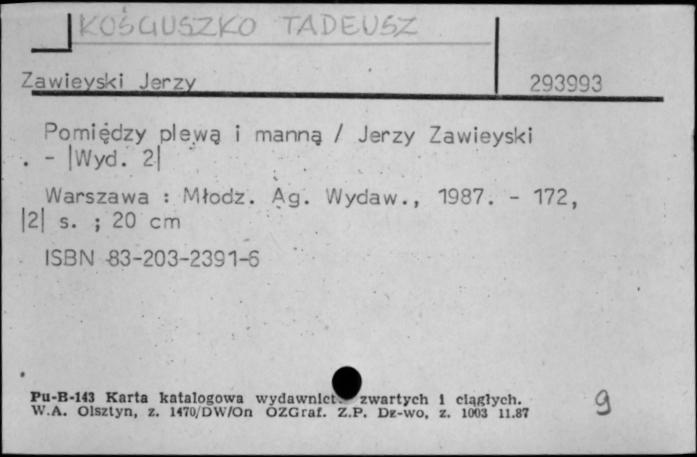 KOŚCIUSZKO TADEUSZ
Zawieyski Jerzy 293993
Pomiędzy plewą i manną / Jerzy Zawieyski
. - |Wyd. 2|
Warszawa : Młodz. Ag. Wydaw., 1987. - 172,
|2| s. ; 20 cm
ISBN 83-203-2391-6
Pu-B-143 Karta katalogowa wydawnict zwartych i ciągłych. 9
W.A. Olsztyn, z. 1470/DW/On OZGraf. Z.P. Dz-wo, z. 1003 11.87